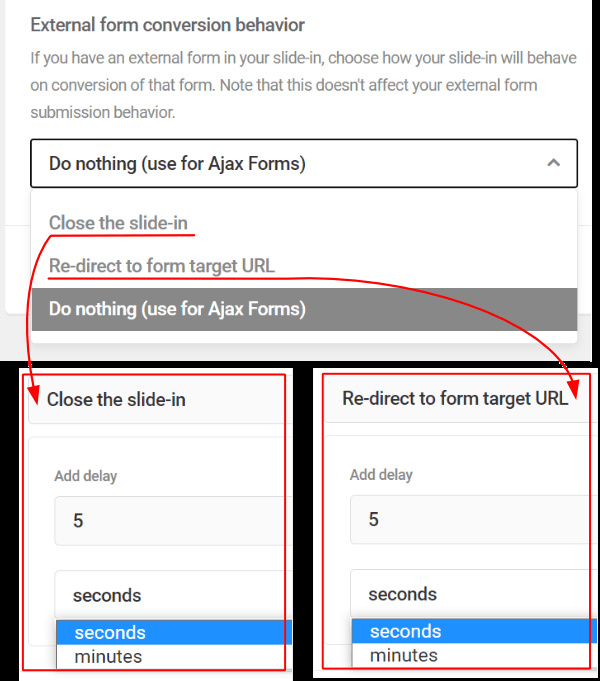 External form conversion behavior
If you have an external form in your slide-in, choose how your slide-in will behave
on conversion of that form. Note that this doesn't affect your external form
submission behavior.
Do nothing (use for Ajax Forms)
Close the slide-in
Re-direct to form target URL
Do nothing (use for Ajax Forms)
Close the slide-in
Add delay
5
seconds
seconds
minutes
Re-direct to form target URL
Add delay
5
seconds
seconds
minutes